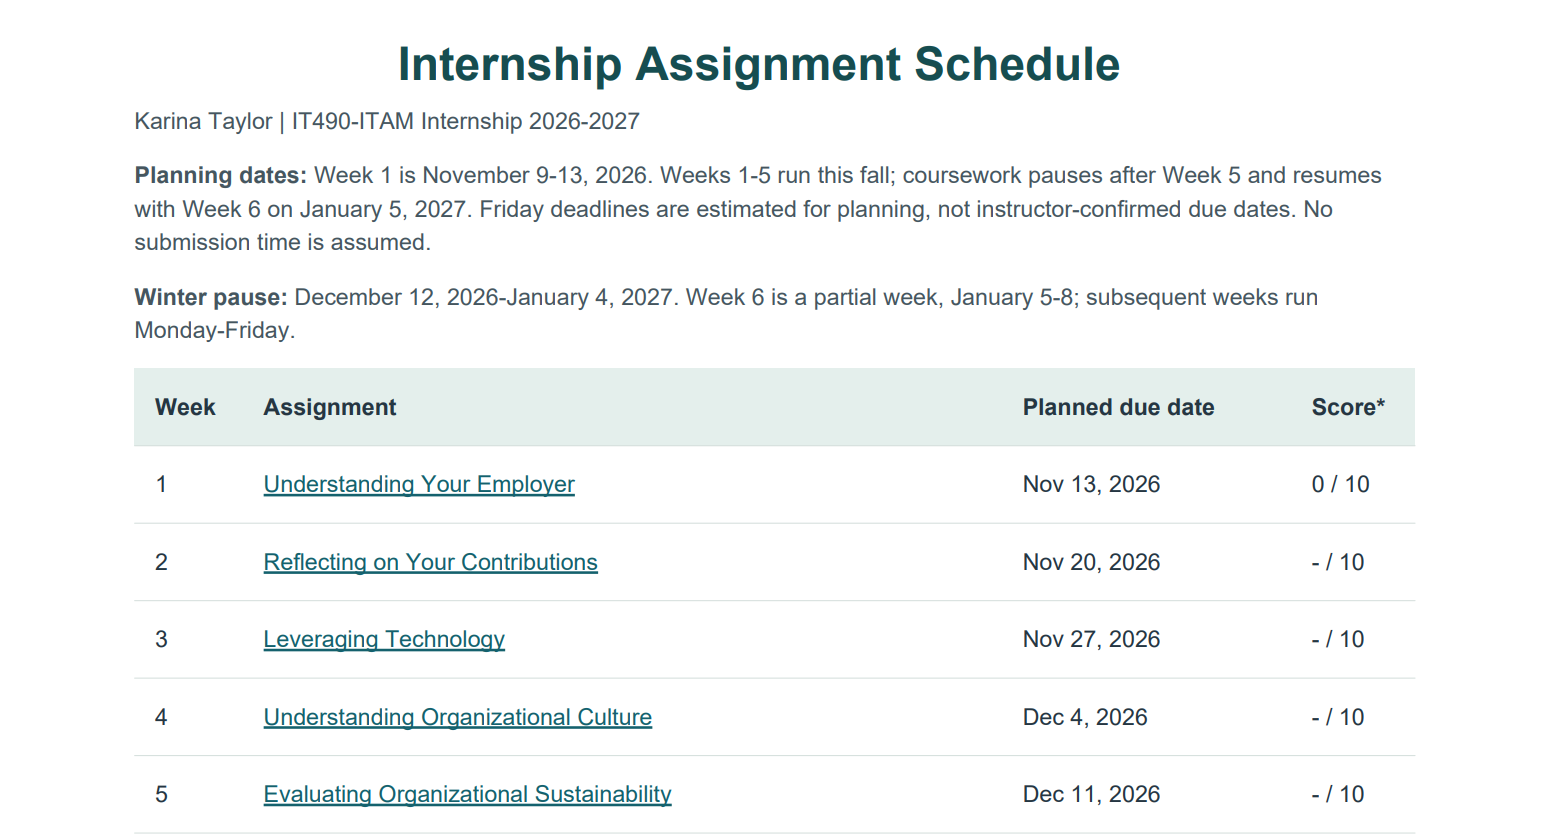 Internship Assignment Schedule
Karina Taylor | IT490-ITAM Internship 2026-2027
Planning dates: Week 1 is November 9-13, 2026. Weeks 1-5 run this fall; coursework pauses after Week 5 and resumes
with Week 6 on January 5, 2027. Friday deadlines are estimated for planning, not instructor-confirmed due dates. No
submission time is assumed.
Winter pause: December 12, 2026-January 4, 2027. Week 6 is a partial week, January 5-8; subsequent weeks run
Monday-Friday.
Week Assignment Planned due date Score*
1 Understanding Your Employer Nov 13, 2026 0 / 10
2 Reflecting on Your Contributions Nov 20, 2026 - / 10
3 Leveraging Technology Nov 27, 2026 - / 10
4 Understanding Organizational Culture Dec 4, 2026 - / 10
5 Evaluating Organizational Sustainability Dec 11, 2026 - / 10